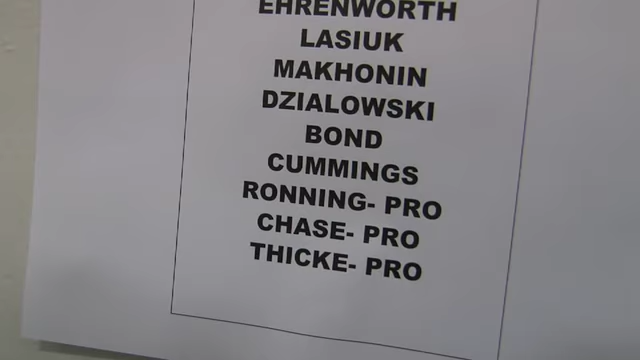 EHRENWORTH
LASIUK
MAKHONIN
DZIALOWSKI
BOND
CUMMINGS
RONNING- PRO
CHASE- PRO
THICKE- PRO